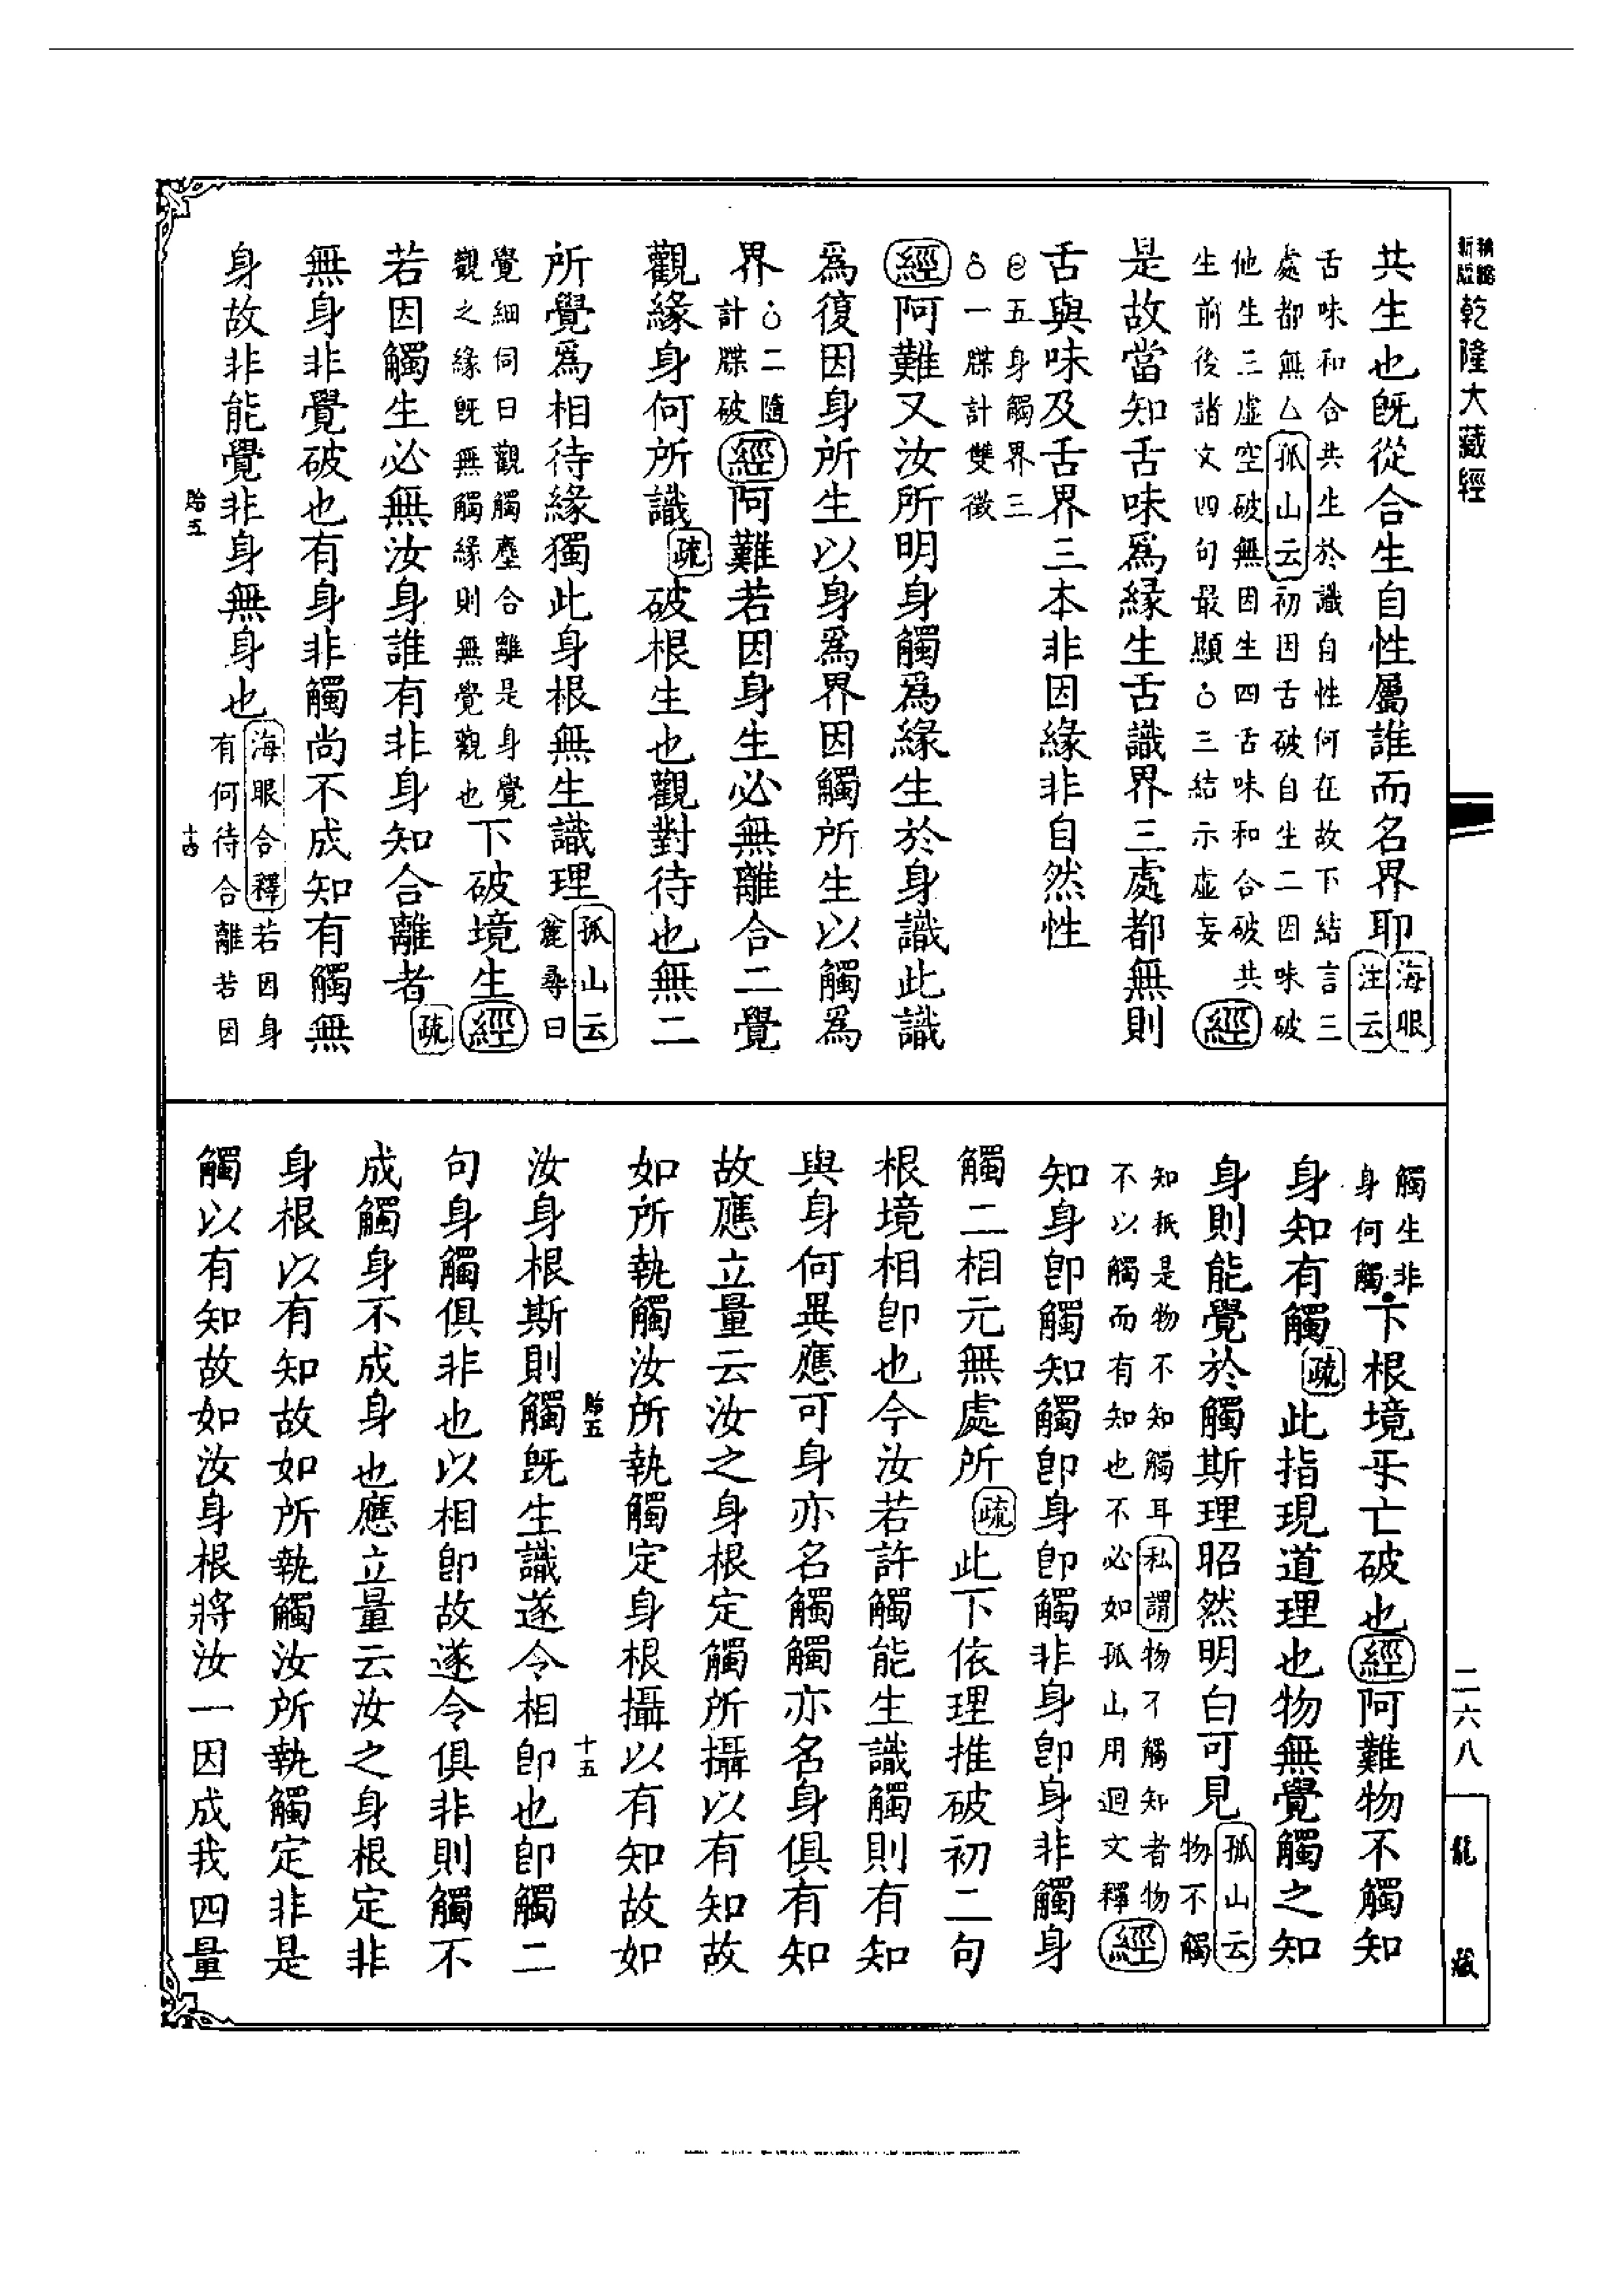 乾隆大藏經
共生也旣從合生自性屬誰而名界耶海眼注云
舌味和合共生於識自性何在故下結言三
處都無厶孤山云初因舌破自生二因味破
他生三虛空破無因生四舌味和合破共
生前後諸文四句最顯○三結示虛妄經
是故當知舌味爲緣生舌識界三處都無則
舌與味及舌界三本非因緣非自然性
五身觸界三
○一牒計雙徵
經阿難又汝所明身觸爲緣生於身識此識
爲復因身所生以身爲界因觸所生以觸爲
界○二隨計牒破經阿難若因身生必無離合二覺
觀緣身何所識疏破根生也觀對待也無二
所覺爲相待緣獨此身根無生識理孤山云麄尋曰
覺細伺曰觀觸塵合離是身覺
觀之緣旣無觸緣則無覺觀也下破境生經
若因觸生必無汝身誰有非身知合離者疏
無身非覺破也有身非觸尚不成知有觸無
身故非能覺非身無身也海眼合釋若因身
有何待合離若因
胎五
十四
觸生非
身何觸下根境互亡破也經阿難物不觸知
身知有觸疏此指現道理也物無覺觸之知
身則能覺於觸斯理昭然明白可見孤山云物不觸
知秖是物不知觸耳私謂物不觸知者物
不以觸而有知也不必如孤山用迴文釋經
知身卽觸知觸卽身卽觸非身卽身非觸身
觸二相元無處所疏此下依理推破初二句
根境相卽也今汝若許觸能生識觸則有知
與身何異應可身亦名觸觸亦名身俱有知
故應立量云汝之身根定觸所攝以有知故
如所執觸汝所執觸定身根攝以有知故如
胎五
十五
汝身根斯則觸旣生識遂令相卽也卽觸二
句身觸俱非也以相卽故遂令俱非則觸不
成觸身不成身也應立量云汝之身根定非
身根以有知故如所執觸汝所執觸定非是
觸以有知故如汝身根將汝一因成我四量
二六八
龍藏